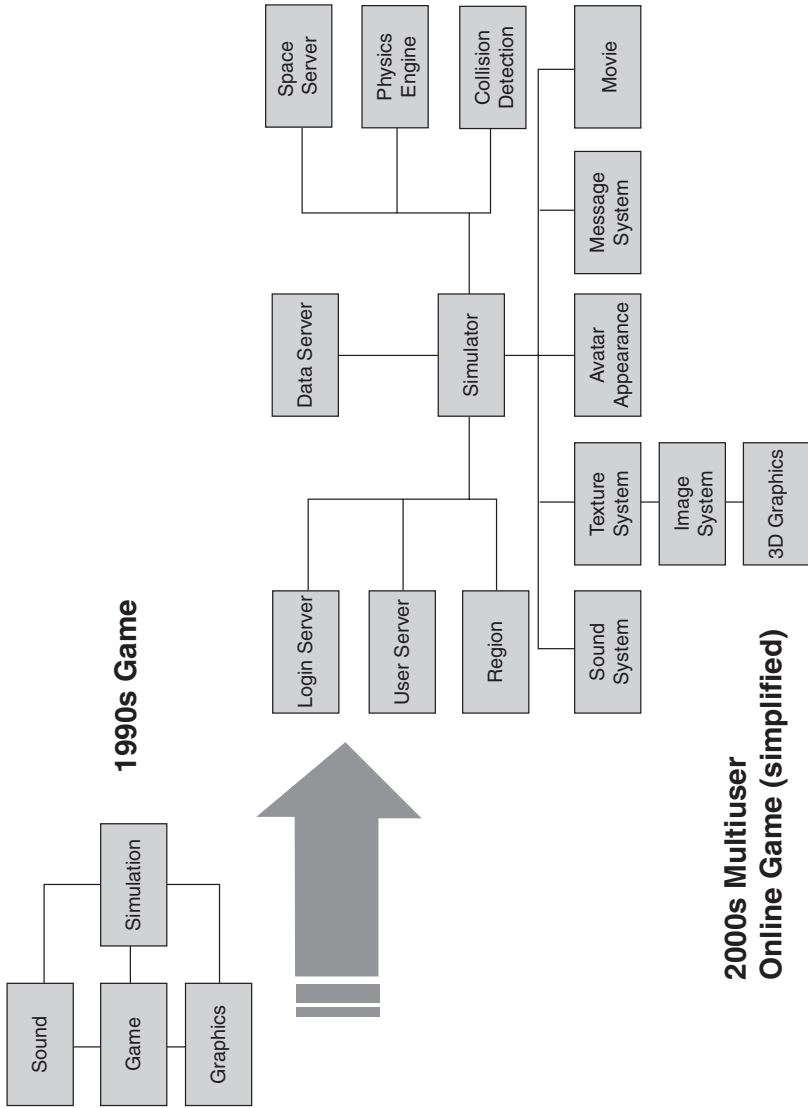 Sound
Game
Graphics
Simulation
1990s Game
Login Server
User Server
Region
Data Server
Simulator
Space
Server
Physics
Engine
Collision
Detection
Sound
System
Texture
System
Image
System
3D Graphics
Avatar
Appearance
Message
System
Movie
2000s Multiuser
Online Game (simplified)